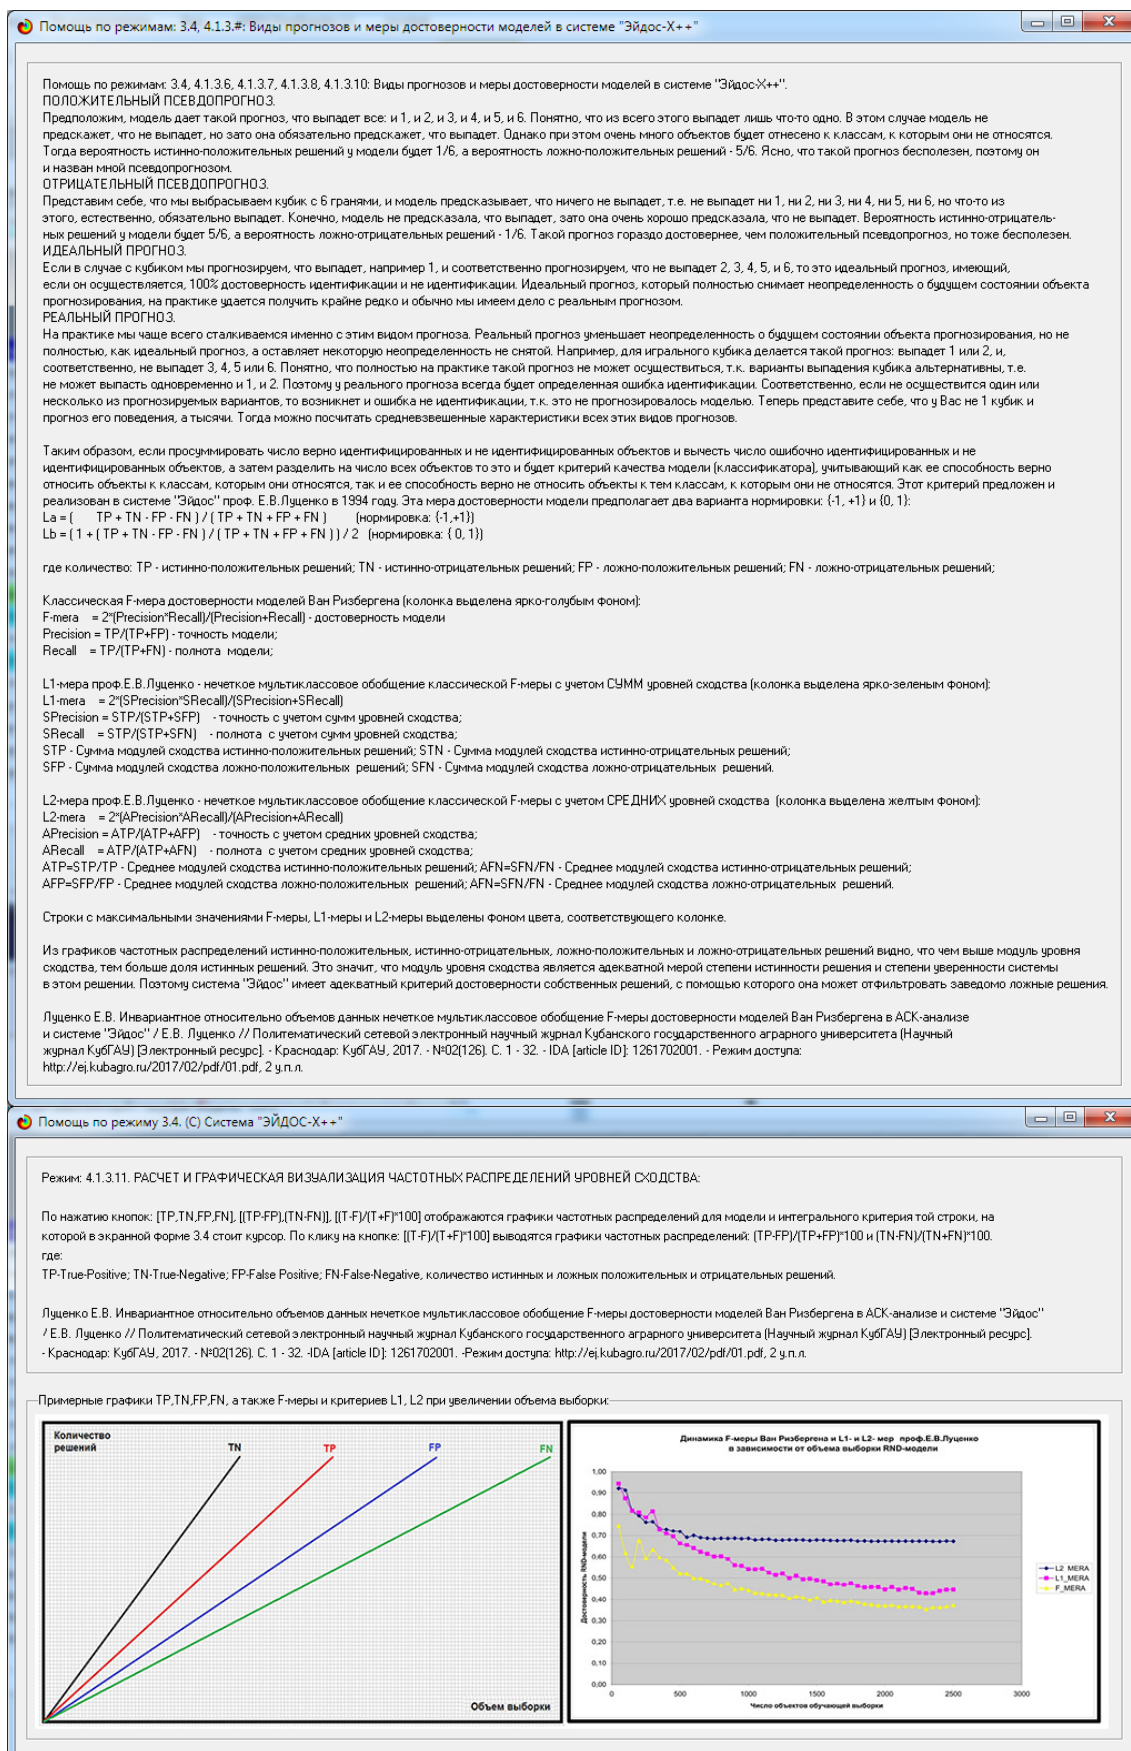 Помощь по режимам: 3.4, 4.1.3.#: Виды прогнозов и меры достоверности моделей в системе "Эйдос-Х++"
Помощь по режимам: 3.4, 4.1.3.6, 4.1.3.7, 4.1.3.8, 4.1.3.10: Виды прогнозов и меры достоверности моделей в системе "Эйдос-Х++".
ПОЛОЖИТЕЛЬНЫЙ ПСЕВДОПРОГНОЗ.
Предположим, модель дает такой прогноз, что выпадет все: и 1, и 2, и 3, и 4, и 5, и 6. Понятно, что из всего этого выпадет лишь что-то одно. В этом случае модель не
предскажет, что не выпадет, но зато она обязательно предскажет, что выпадет. Однако при этом очень много объектов будет отнесено к классам, к которым они не относятся.
Тогда вероятность истинно-положительных решений у модели будет 1/6, а вероятность ложно-положительных решений - 5/6. Ясно, что такой прогноз бесполезен, поэтому он
и назван мной псевдопрогнозом.
ОТРИЦАТЕЛЬНЫЙ ПСЕВДОПРОГНОЗ.
Представим себе, что мы выбрасываем кубик с 6 гранями, и модель предсказывает, что ничего не выпадет, т.е. не выпадет ни 1, ни 2, ни 3, ни 4, ни 5, ни 6, но что-то из
этого, естественно, обязательно выпадет. Конечно, модель не предсказала, что выпадет, зато она очень хорошо предсказала, что не выпадет. Вероятность истинно-отрицатель-
ных решений у модели будет 5/6, а вероятность ложно-отрицательных решений - 1/6. Такой прогноз гораздо достовернее, чем положительный псевдопрогноз, но тоже бесполезен.
ИДЕАЛЬНЫЙ ПРОГНОЗ.
Если в случае с кубиком мы прогнозируем, что выпадет, например 1, и соответственно прогнозируем, что не выпадет 2, 3, 4, 5, и 6, то это идеальный прогноз, имеющий,
если он осуществляется, 100% достоверность идентификации и не идентификации. Идеальный прогноз, который полностью снимает неопределенность о будущем состоянии объекта
прогнозирования, на практике удается получить крайне редко и обычно мы имеем дело с реальным прогнозом.
РЕАЛЬНЫЙ ПРОГНОЗ.
На практике мы чаще всего сталкиваемся именно с этим видом прогноза. Реальный прогноз уменьшает неопределенность о будущем состоянии объекта прогнозирования, но не
полностью, как идеальный прогноз, а оставляет некоторую неопределенность не снятой. Например, для игрального кубика делается такой прогноз: выпадет 1 или 2, и,
соответственно, не выпадет 3, 4, 5 или 6. Понятно, что полностью на практике такой прогноз не может осуществиться, т.к. варианты выпадения кубика альтернативны, т.е.
не может выпасть одновременно и 1, и 2. Поэтому у реального прогноза всегда будет определенная ошибка идентификации. Соответственно, если не осуществится один или
несколько из прогнозируемых вариантов, то возникнет и ошибка не идентификации, т.к. это не прогнозировалось моделью. Теперь представите себе, что у Вас не 1 кубик и
прогноз его поведения, а тысячи. Тогда можно посчитать средневзвешенные характеристики всех этих видов прогнозов.
Таким образом, если просуммировать число верно идентифицированных и не идентифицированных объектов и вычесть число ошибочно идентифицированных и не
идентифицированных объектов, а затем разделить на число всех объектов то это и будет критерий качества модели (классификатора), учитывающий как ее способность верно
относить объекты к классам, которым они относятся, так и ее способность верно не относить объекты к тем классам, к которым они не относятся. Этот критерий предложен и
реализован в системе "Эйдос" проф. Е.В.Луценко в 1994 году. Эта мера достоверности модели предполагает два варианта нормировки: {-1, +1} и {0, 1}:
La = ( TP + TN - FP - FN ) / ( TP + TN + FP + FN ) (нормировка: {-1,+1})
Lb = ( 1 + ( TP + TN - FP - FN ) / ( TP + TN + FP + FN ) ) / 2 (нормировка: { 0, 1})
где количество: TP - истинно-положительных решений; TN - истинно-отрицательных решений; FP - ложно-положительных решений; FN - ложно-отрицательных решений;
Классическая F-мера достоверности моделей Ван Ризбергена (колонка выделена ярко-голубым фоном):
F-mera = 2*(Precision*Recall)/(Precision+Recall) - достоверность модели
Precision = TP/(TP+FP) - точность модели;
Recall = TP/(TP+FN) - полнота модели;
L1-мера проф.Е.В.Луценко - нечеткое мультиклассовое обобщение классической F-меры с учетом СУММ уровней сходства (колонка выделена ярко-зеленым фоном):
L1-mera = 2*(SPrecision*SRecall)/(SPrecision+SRecall)
SPrecision = STP/(STP+SFP) - точность с учетом сумм уровней сходства;
SRecall = STP/(STP+SFN) - полнота с учетом сумм уровней сходства;
STP - Сумма модулей сходства истинно-положительных решений; STN - Сумма модулей сходства истинно-отрицательных решений;
SFP - Сумма модулей сходства ложно-положительных решений; SFN - Сумма модулей сходства ложно-отрицательных решений.
L2-мера проф.Е.В.Луценко - нечеткое мультиклассовое обобщение классической F-меры с учетом СРЕДНИХ уровней сходства (колонка выделена желтым фоном):
L2-mera = 2*(APrecision*ARecall)/(APrecision+ARecall)
APrecision = ATP/(ATP+AFP) - точность с учетом средних уровней сходства;
ARecall = ATP/(ATP+AFN) - полнота с учетом средних уровней сходства;
ATP=STP/TP - Среднее модулей сходства истинно-положительных решений; AFN=SFN/FN - Среднее модулей сходства истинно-отрицательных решений;
AFP=SFP/FP - Среднее модулей сходства ложно-положительных решений; AFN=SFN/FN - Среднее модулей сходства ложно-отрицательных решений.
Строки с максимальными значениями F-меры, L1-меры и L2-меры выделены фоном цвета, соответствующего колонке.
Из графиков частотных распределений истинно-положительных, истинно-отрицательных, ложно-положительных и ложно-отрицательных решений видно, что чем выше модуль уровня
сходства, тем больше доля истинных решений. Это значит, что модуль уровня сходства является адекватной мерой степени истинности решения и степени уверенности системы
в этом решении. Поэтому система "Эйдос" имеет адекватный критерий достоверности собственных решений, с помощью которого она может отфильтровать заведомо ложные решения.
Луценко Е.В. Инвариантное относительно объемов данных нечеткое мультиклассовое обобщение F-меры достоверности моделей Ван Ризбергена в АСК-анализе
и системе "Эйдос" / Е.В. Луценко // Политематический сетевой электронный научный журнал Кубанского государственного аграрного университета (Научный
журнал КубГАУ) [Электронный ресурс]. - Краснодар: КубГАУ, 2017. - №02(126). С. 1 - 32. - IDA [article ID]: 1261702001. - Режим доступа:
http://ej.kubagro.ru/2017/02/pdf/01.pdf, 2 у.п.л.
Помощь по режиму 3.4. (C) Система "ЭЙДОС-Х++"
Режим: 4.1.3.11. РАСЧЕТ И ГРАФИЧЕСКАЯ ВИЗУАЛИЗАЦИЯ ЧАСТОТНЫХ РАСПРЕДЕЛЕНИЙ УРОВНЕЙ СХОДСТВА:
По нажатию кнопок: [TP,TN,FP,FN], [(TP-FP),(TN-FN)], [(T-F)/(T+F)*100] отображаются графики частотных распределений для модели и интегрального критерия той строки, на
которой в экранной форме 3.4 стоит курсор. По клику на кнопке: [(T-F)/(T+F)*100] выводятся графики частотных распределений: (TP-FP)/(TP+FP)*100 и (TN-FN)/(TN+FN)*100.
где:
TP-True-Positive; TN-True-Negative; FP-False Positive; FN-False-Negative, количество истинных и ложных положительных и отрицательных решений.
Луценко Е.В. Инвариантное относительно объемов данных нечеткое мультиклассовое обобщение F-меры достоверности моделей Ван Ризбергена в АСК-анализе и системе "Эйдос"
/ Е.В. Луценко // Политематический сетевой электронный научный журнал Кубанского государственного аграрного университета (Научный журнал КубГАУ) [Электронный ресурс].
- Краснодар: КубГАУ, 2017. - №02(126). С. 1 - 32. -IDA [article ID]: 1261702001. -Режим доступа: http://ej.kubagro.ru/2017/02/pdf/01.pdf, 2 у.п.л.
Примерные графики TP,TN,FP,FN, а также F-меры и критериев L1, L2 при увеличении объема выборки:
Количество
решений
TN
TP
FP
FN
Объем выборки
Динамика F-меры Ван Ризбергена и L1- и L2- мер проф.Е.В.Луценко
в зависимости от объема выборки RND-модели
Достоверность RND-модели
1,00
0,90
0,80
0,70
0,60
0,50
0,40
0,30
0,20
0,10
0,00
0
500
1000
1500
2000
2500
3000
Число объектов обучающей выборки
L2_MERA
L1_MERA
F_MERA